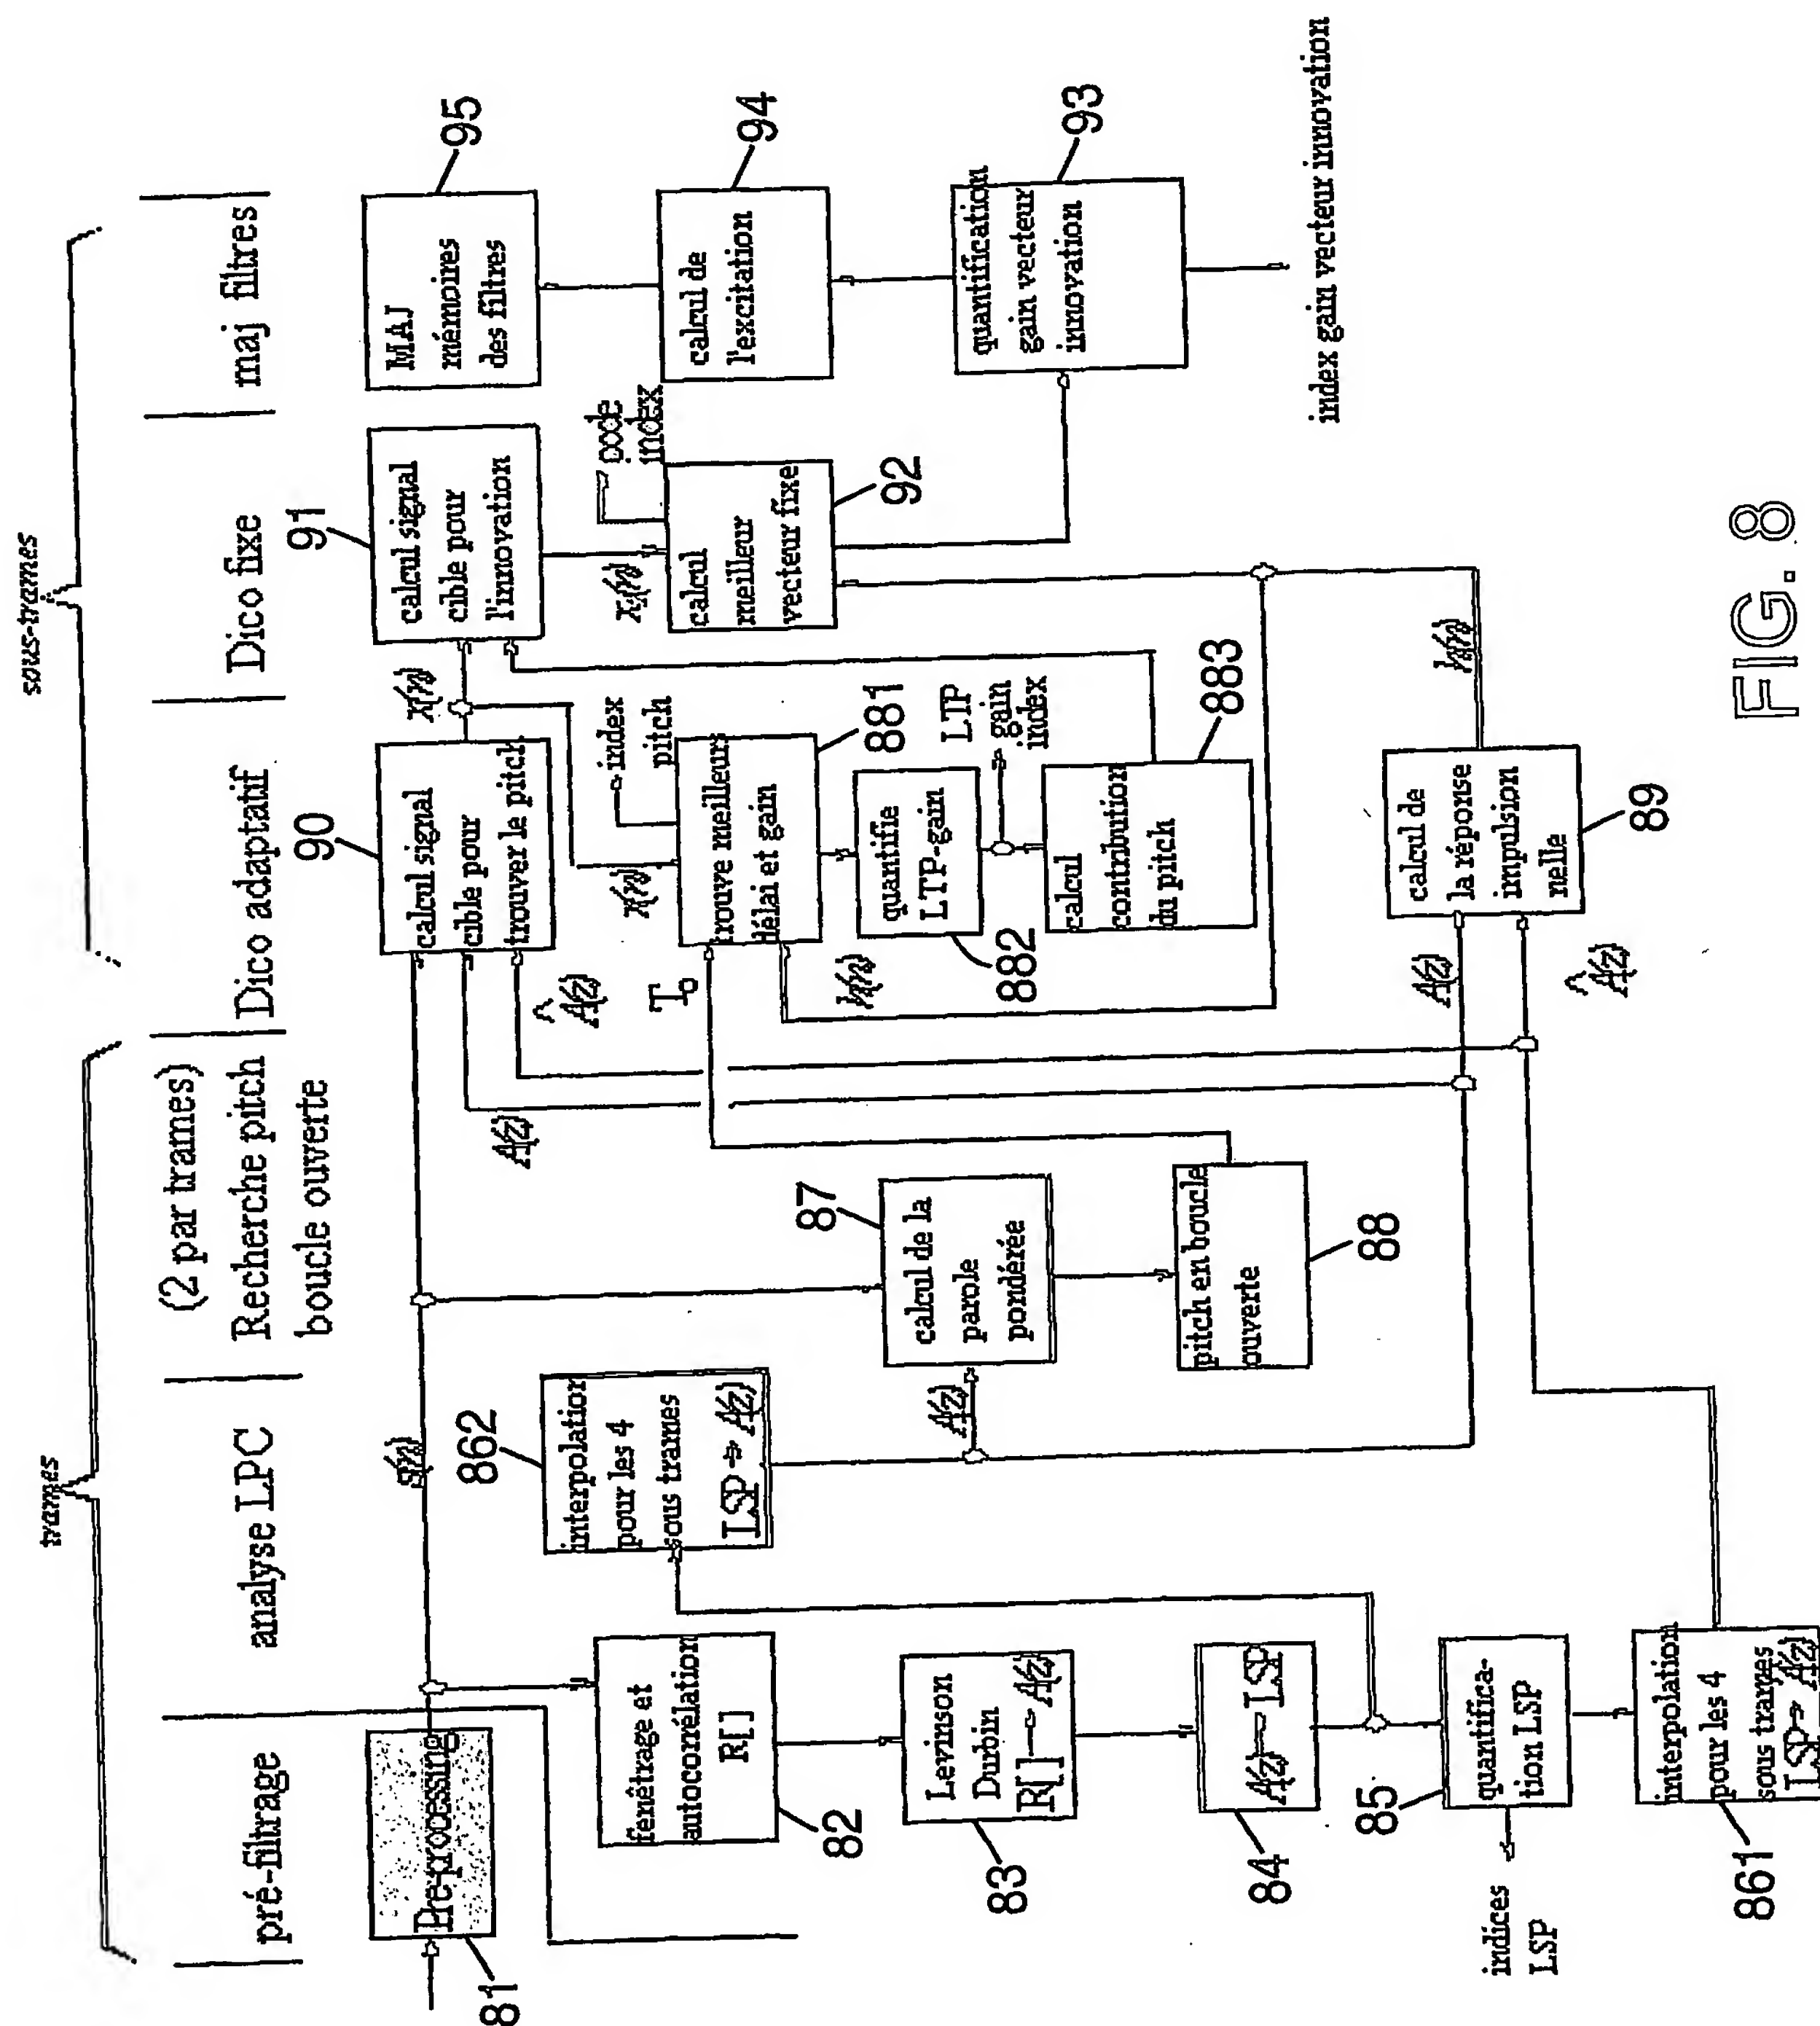 trames
sous-trames
pré-filtrage
analyse LPC
(2 par trames)
Recherche pitch
boucle ouverte
Dico adaptatif
Dico fixe
maj filtres
Pre-processing
81
s(n)
fenêtrage et
autocorrélation
R[]
82
Levinson
Durbin
R[]→A(z)
83
A(z)→LSP
84
quantifica-
tion LSP
85
indices
LSP
interpolation
pour les 4
sous trames
LSP→A(z)
861
interpolation
pour les 4
sous trames
LSP→A(z)
862
A(z)
calcul de la
parole
pondérée
87
pitch en boucle
ouverte
88
A(z)
Â(z)
T₀
calcul signal
cible pour
trouver le pitch
90
x(n)
index
pitch
x(n)
h(n)
trouve meilleurs
délai et gain
881
quantifie
LTP-gain
882
LTP
gain
index
calcul
contribution
du pitch
883
A(z)
Â(z)
calcul de
la réponse
impulsion
nelle
89
h(n)
calcul signal
cible pour
l'innovation
91
code
index
calcul
meilleur
vecteur fixe
92
MAJ
mémoires
des filtres
95
calcul de
l'excitation
94
quantification
gain vecteur
innovation
93
index gain vecteur innovation
FIG. 8